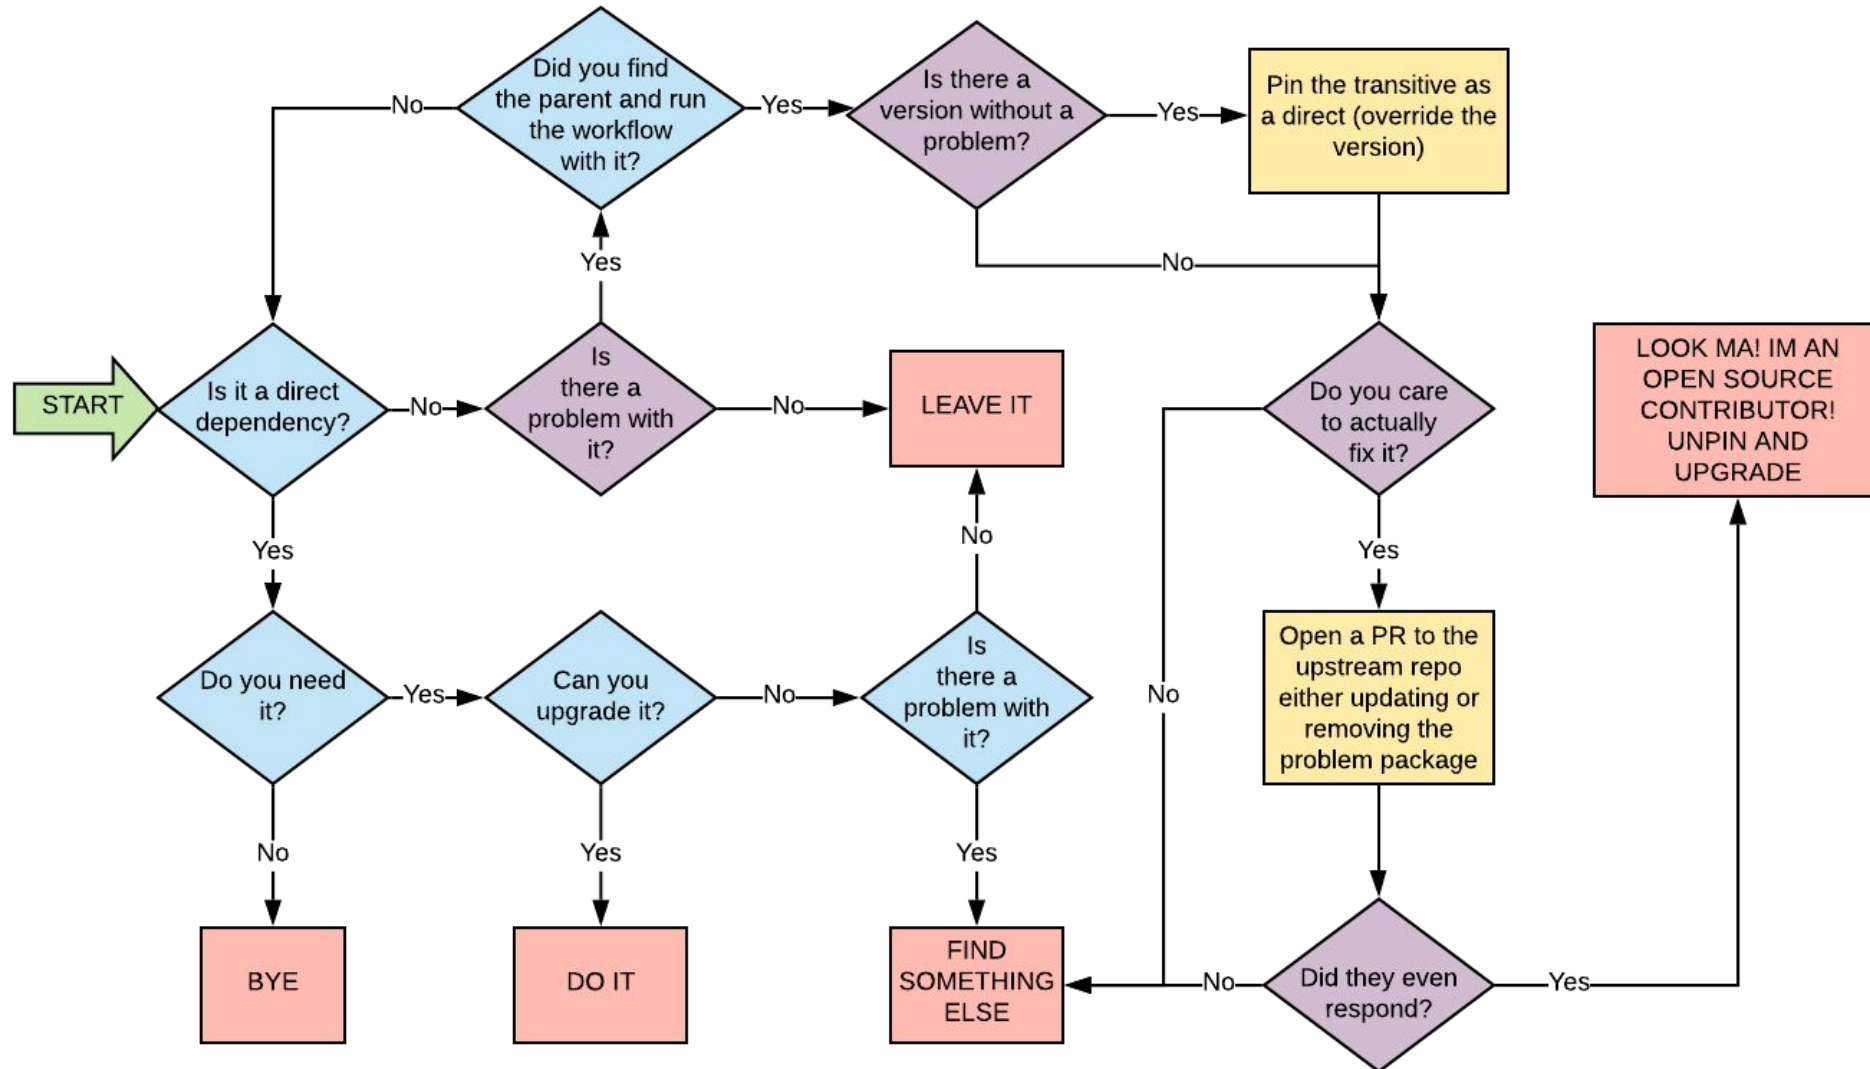 Did you find
the parent and run
the workflow
with it?
No
Yes
Is there a
version without a
problem?
Yes
Pin the transitive as
a direct (override the
version)
Yes
No
START
Is it a direct
dependency?
No
Is
there a
problem with
it?
No
LEAVE IT
Do you care
to actually
fix it?
LOOK MA! IM AN
OPEN SOURCE
CONTRIBUTOR!
UNPIN AND
UPGRADE
Yes
No
Yes
Do you need
it?
Yes
Can you
upgrade it?
No
Is
there a
problem with
it?
No
Open a PR to the
upstream repo
either updating or
removing the
problem package
No
Yes
Yes
BYE
DO IT
FIND
SOMETHING
ELSE
No
Did they even
respond?
Yes